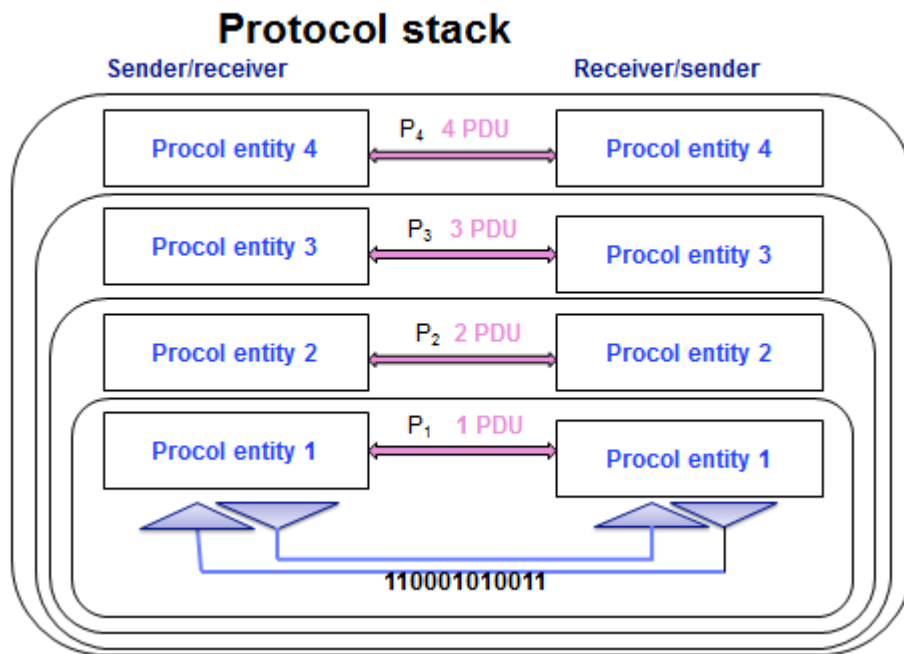 Protocol stack
Sender/receiver Receiver/sender
Procol entity 4 P₄ 4 PDU Procol entity 4
Procol entity 3 P₃ 3 PDU Procol entity 3
Procol entity 2 P₂ 2 PDU Procol entity 2
Procol entity 1 P₁ 1 PDU Procol entity 1
110001010011